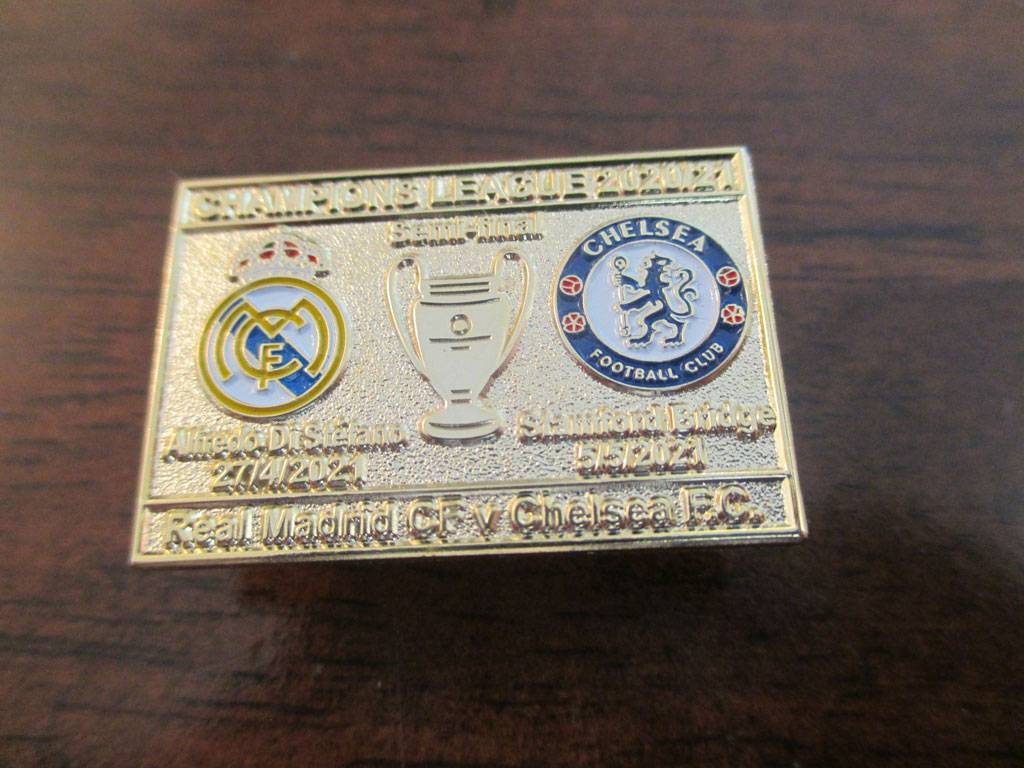 CHAMPIONS LEAGUE 2020/21
Semi-final
CHELSEA
FOOTBALL CLUB
MCF
Alfredo Di Stéfano
27/4/2021
Stamford Bridge
5/5/2021
Real Madrid CF v Chelsea F.C.